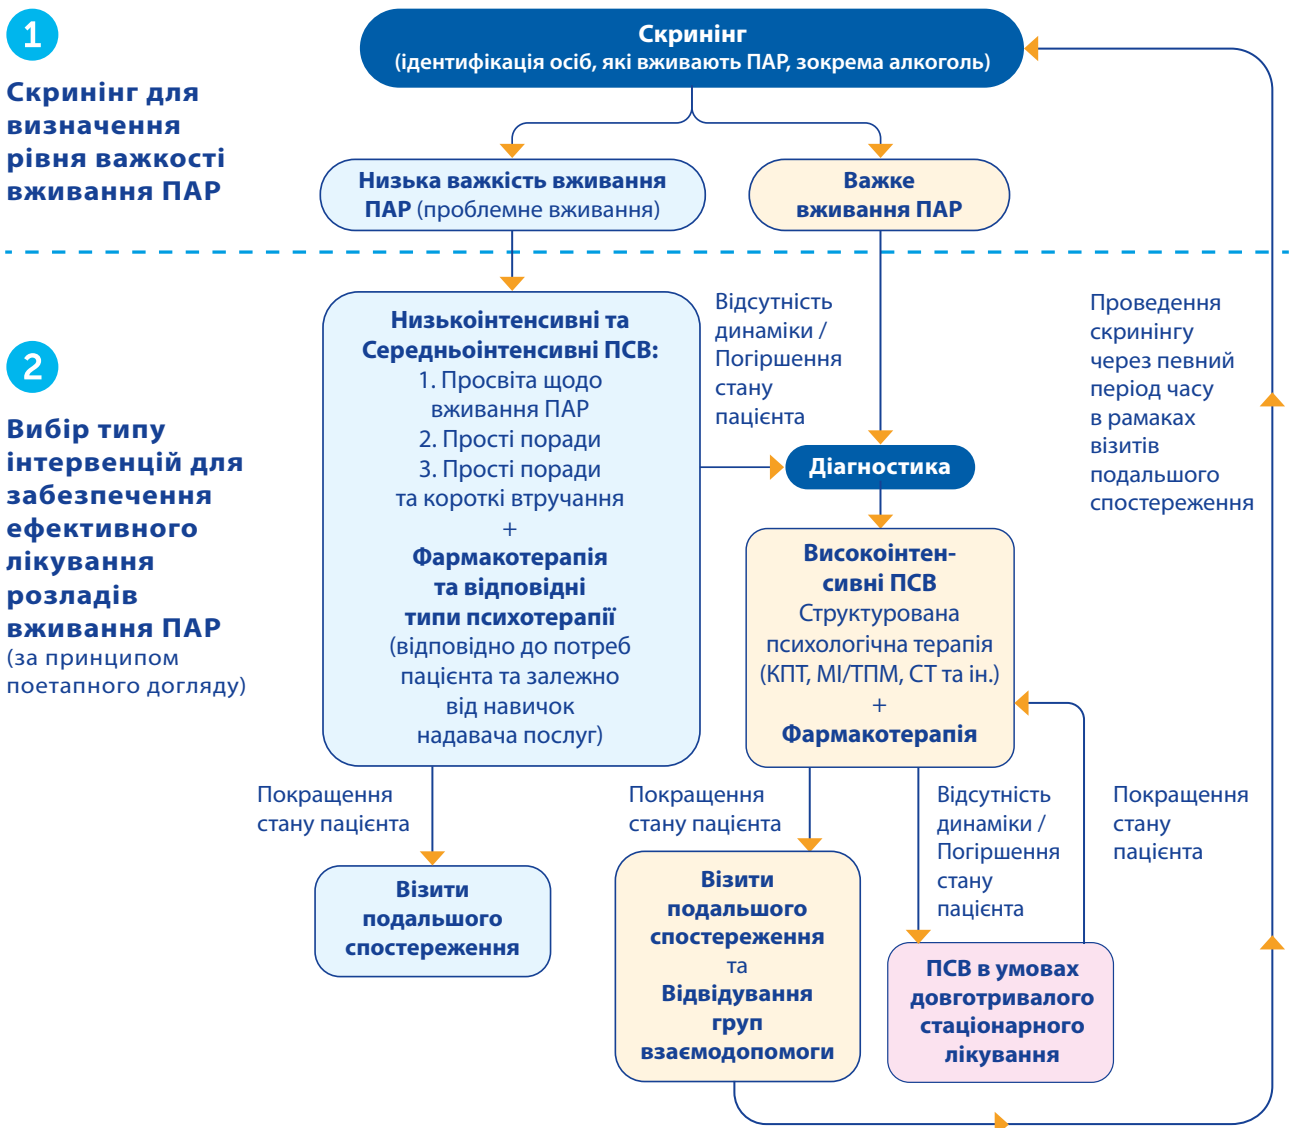 1
Скринінг для
визначення
рівня важкості
вживання ПАР
Скринінг
(ідентифікація осіб, які вживають ПАР, зокрема алкоголь)
Низька важкість вживання
ПАР (проблемне вживання)
Важке
вживання ПАР
2
Вибір типу
інтервенцій для
забезпечення
ефективного
лікування
розладів
вживання ПАР
(за принципом
поетапного догляду)
Низькоінтенсивні та
Середньоінтенсивні ПСВ:
1. Просвіта щодо
вживання ПАР
2. Прості поради
3. Прості поради
та короткі втручання
+
Фармакотерапія
та відповідні
типи психотерапії
(відповідно до потреб
пацієнта та залежно
від навичок
надавача послуг)
Відсутність
динаміки /
Погіршення
стану
пацієнта
Діагностика
Високоінтен-
сивні ПСВ
Структурована
психологічна терапія
(КПТ, МІ/ТПМ, СТ та ін.)
+
Фармакотерапія
Проведення
скринінгу
через певний
період часу
в рамаках
візитів
подальшого
спостереження
Покращення
стану пацієнта
Візити
подальшого
спостереження
Покращення
стану пацієнта
Візити
подальшого
спостереження
та
Відвідування
груп
взаємодопомоги
Відсутність
динаміки /
Погіршення
стану
пацієнта
ПСВ в умовах
довготривалого
стаціонарного
лікування
Покращення
стану
пацієнта